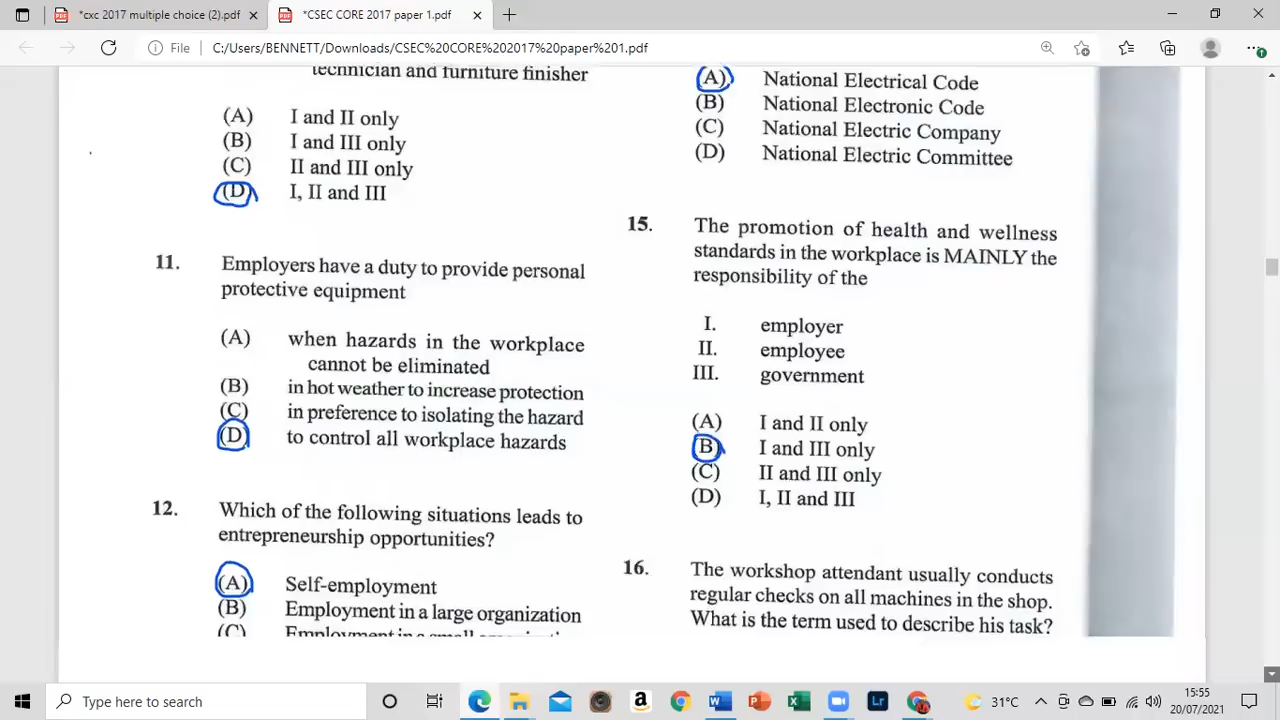 *cxc 2017 multiple choice (2).pdf
*CSEC CORE 2017 paper 1.pdf
File
C:/Users/BENNETT/Downloads/CSEC%20CORE%202017%20paper%201.pdf
technician and furniture finisher
(A) I and II only
(B) I and III only
(C) II and III only
(D) I, II and III
11. Employers have a duty to provide personal
protective equipment
(A) when hazards in the workplace
cannot be eliminated
(B) in hot weather to increase protection
(C) in preference to isolating the hazard
(D) to control all workplace hazards
12. Which of the following situations leads to
entrepreneurship opportunities?
(A) Self-employment
(B) Employment in a large organization
(C) Employment in a small
(A) National Electrical Code
(B) National Electronic Code
(C) National Electric Company
(D) National Electric Committee
15. The promotion of health and wellness
standards in the workplace is MAINLY the
responsibility of the
I. employer
II. employee
III. government
(A) I and II only
(B) I and III only
(C) II and III only
(D) I, II and III
16. The workshop attendant usually conducts
regular checks on all machines in the shop.
What is the term used to describe his task?
Type here to search
31°C
15:55
20/07/2021